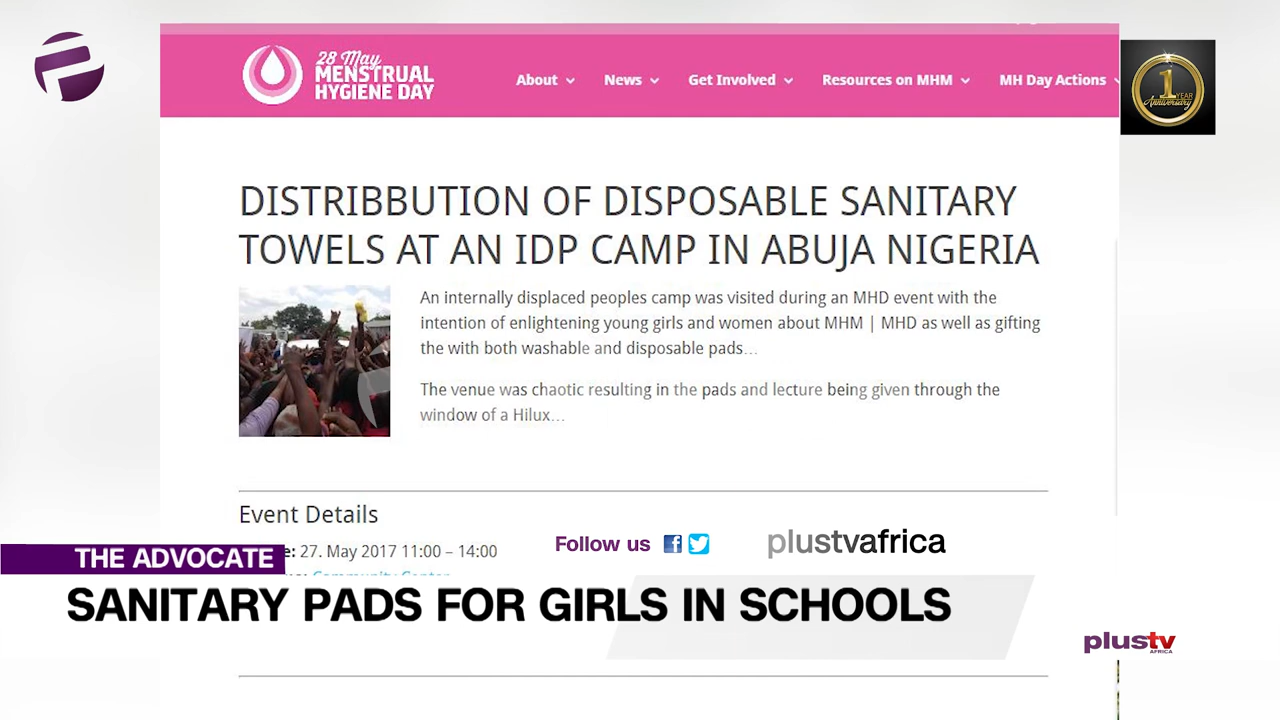 28 May
MENSTRUAL
HYGIENE DAY
About
News
Get Involved
Resources on MHM
MH Day Actions
1
YEAR
Anniversary
DISTRIBBUTION OF DISPOSABLE SANITARY
TOWELS AT AN IDP CAMP IN ABUJA NIGERIA
An internally displaced peoples camp was visited during an MHD event with the
intention of enlightening young girls and women about MHM | MHD as well as gifting
the with both washable and disposable pads…
The venue was chaotic resulting in the pads and lecture being given through the
window of a Hilux…
Event Details
27. May 2017 11:00 – 14:00
Follow us
plustvafrica
THE ADVOCATE
SANITARY PADS FOR GIRLS IN SCHOOLS
plustv
AFRICA